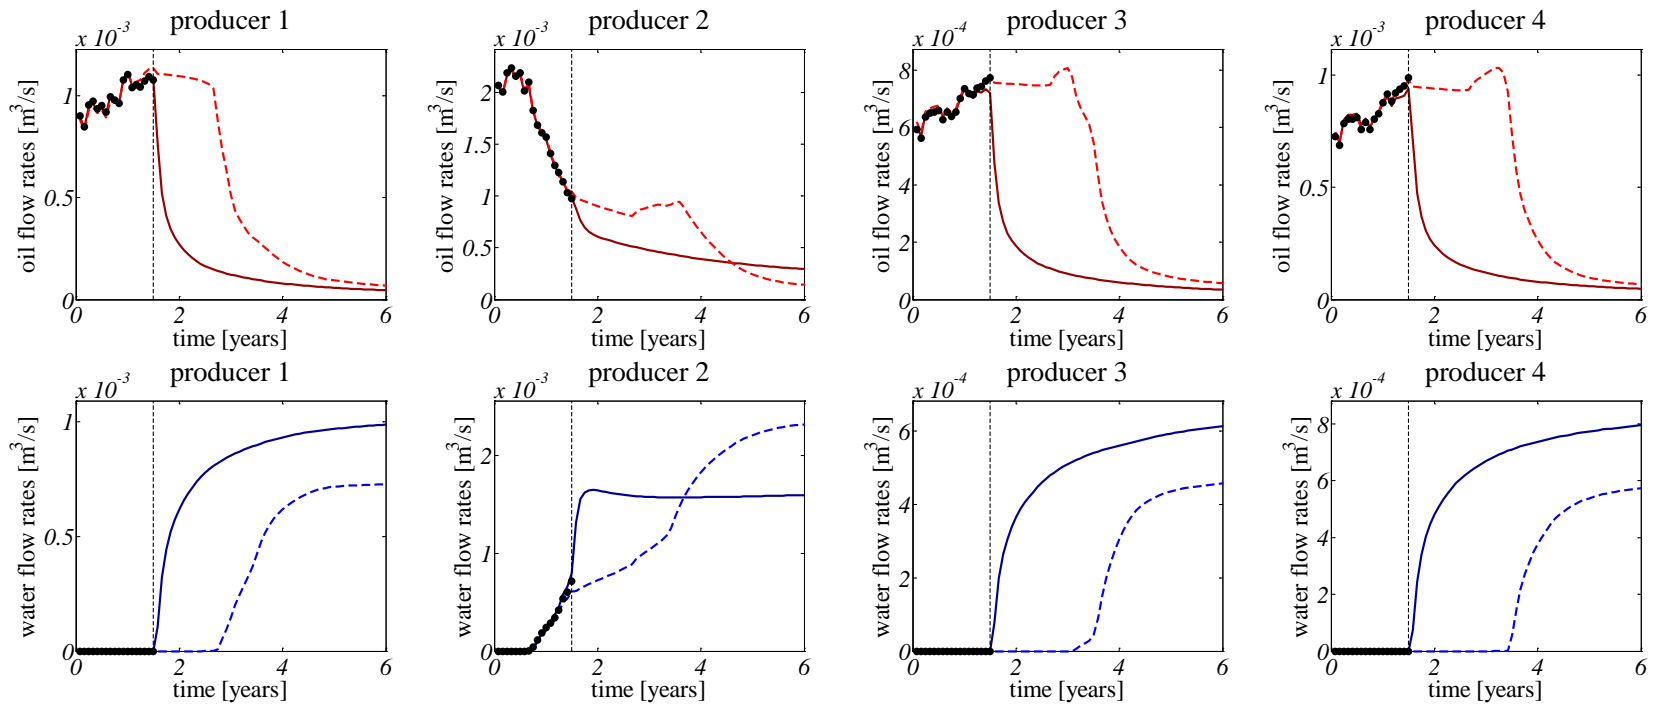 producer 1
x 10^-3
oil flow rates [m^3/s]
1
0.5
0
0 2 4 6
time [years]
producer 2
x 10^-3
oil flow rates [m^3/s]
2
1.5
1
0.5
0
0 2 4 6
time [years]
producer 3
x 10^-4
oil flow rates [m^3/s]
8
6
4
2
0
0 2 4 6
time [years]
producer 4
x 10^-3
oil flow rates [m^3/s]
1
0.5
0
0 2 4 6
time [years]
producer 1
x 10^-3
water flow rates [m^3/s]
1
0.5
0
0 2 4 6
time [years]
producer 2
x 10^-3
water flow rates [m^3/s]
2
1
0
0 2 4 6
time [years]
producer 3
x 10^-4
water flow rates [m^3/s]
6
4
2
0
0 2 4 6
time [years]
producer 4
x 10^-4
water flow rates [m^3/s]
8
6
4
2
0
0 2 4 6
time [years]